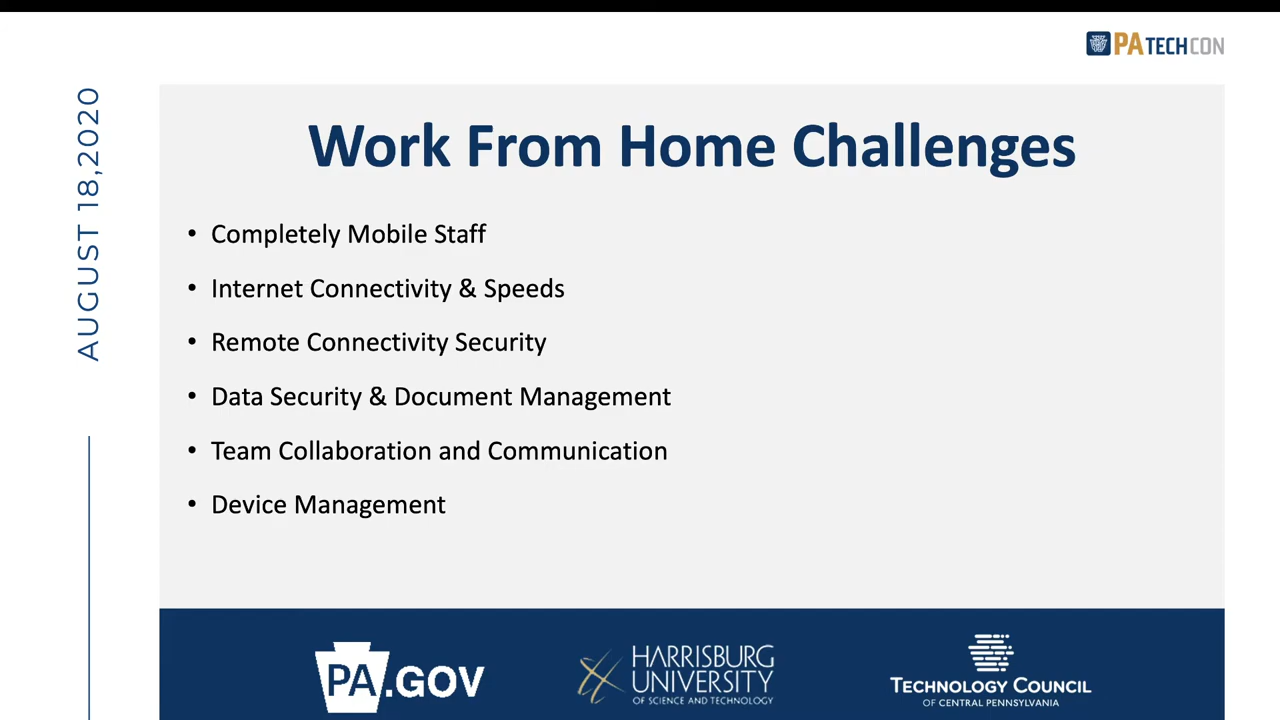 PA TECHCON
AUGUST 18,2020
Work From Home Challenges
• Completely Mobile Staff
• Internet Connectivity & Speeds
• Remote Connectivity Security
• Data Security & Document Management
• Team Collaboration and Communication
• Device Management
PA.GOV
HARRISBURG
UNIVERSITY
OF SCIENCE AND TECHNOLOGY
TECHNOLOGY COUNCIL
OF CENTRAL PENNSYLVANIA